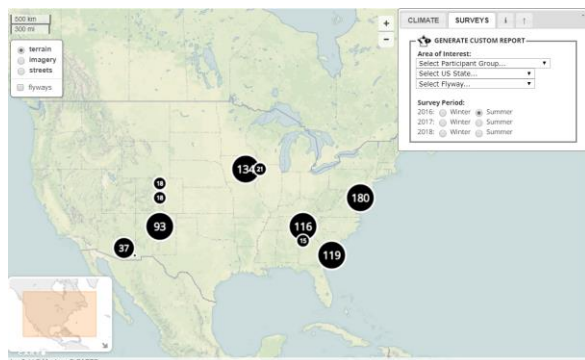 500 km
300 mi
terrain
imagery
streets
flyways
+
−
CLIMATE SURVEYS
GENERATE CUSTOM REPORT
Area of Interest:
Select Participant Group...
Select US State...
Select Flyway...
Survey Period:
2016: Winter Summer
2017: Winter Summer
2018: Winter Summer
134 21
18
18
180
93
116
15
37
119